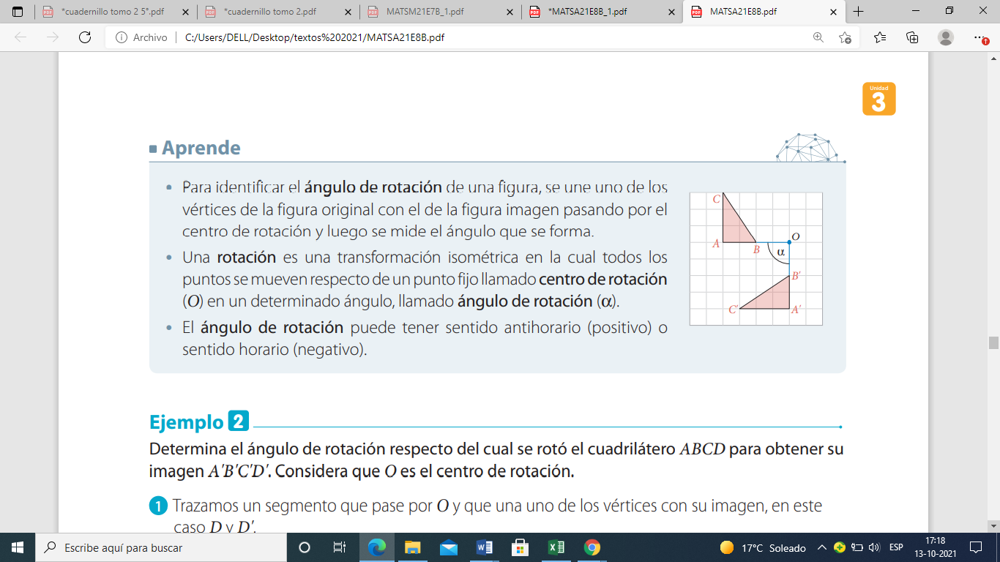 *cuadernillo tomo 2 5°.pdf
*cuadernillo tomo 2.pdf
MATSM21E7B_1.pdf
*MATSA21E8B_1.pdf
MATSA21E8B.pdf
Archivo
C:/Users/DELL/Desktop/textos%202021/MATSA21E8B.pdf
Unidad
3
Aprende
• Para identificar el ángulo de rotación de una figura, se une uno de los
vértices de la figura original con el de la figura imagen pasando por el
centro de rotación y luego se mide el ángulo que se forma.
• Una rotación es una transformación isométrica en la cual todos los
puntos se mueven respecto de un punto fijo llamado centro de rotación
(O) en un determinado ángulo, llamado ángulo de rotación (α).
• El ángulo de rotación puede tener sentido antihorario (positivo) o
sentido horario (negativo).
C
A
B
O
α
B'
C'
A'
Ejemplo 2
Determina el ángulo de rotación respecto del cual se rotó el cuadrilátero ABCD para obtener su
imagen A'B'C'D'. Considera que O es el centro de rotación.
1 Trazamos un segmento que pase por O y que una uno de los vértices con su imagen, en este
caso D y D'.
Escribe aquí para buscar
17°C Soleado
ESP
17:18
13-10-2021